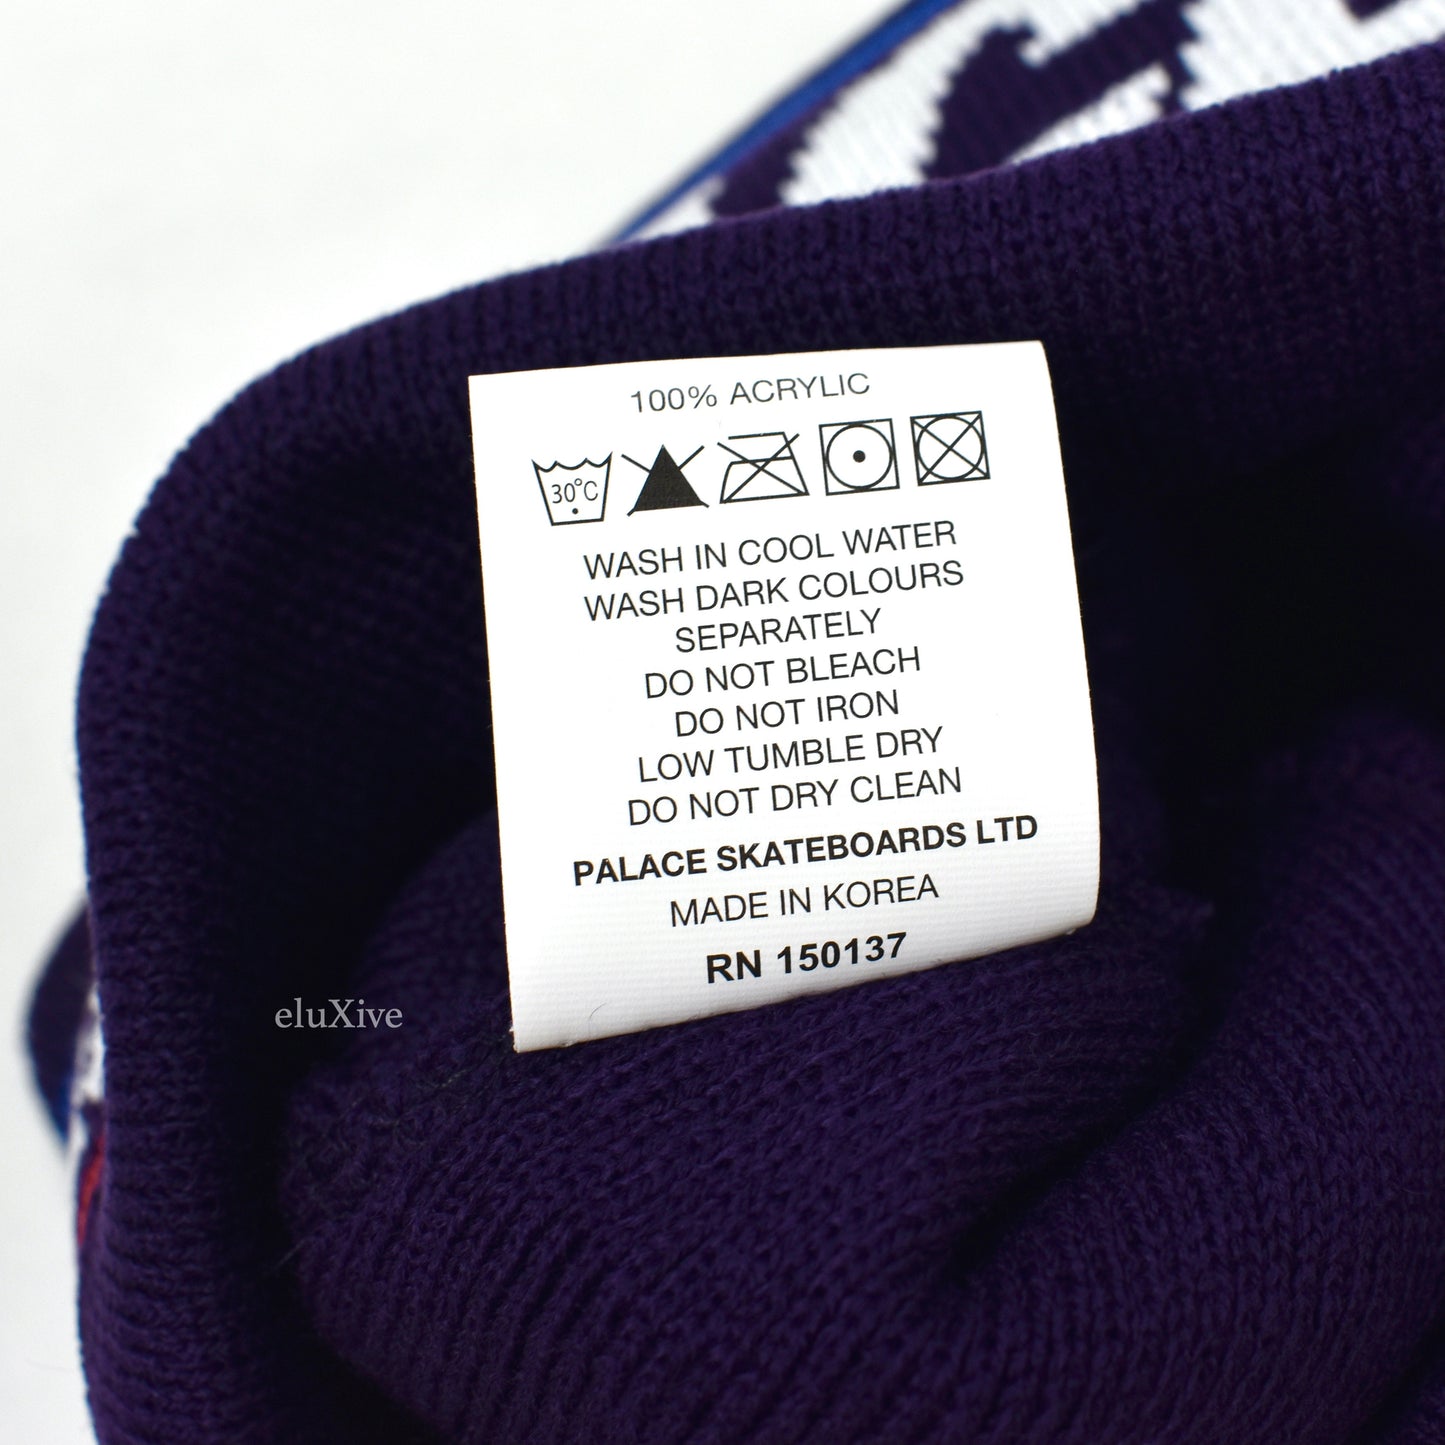 100% ACRYLIC
30°C
WASH IN COOL WATER
WASH DARK COLOURS
SEPARATELY
DO NOT BLEACH
DO NOT IRON
LOW TUMBLE DRY
DO NOT DRY CLEAN
PALACE SKATEBOARDS LTD
MADE IN KOREA
RN 150137
eluXive